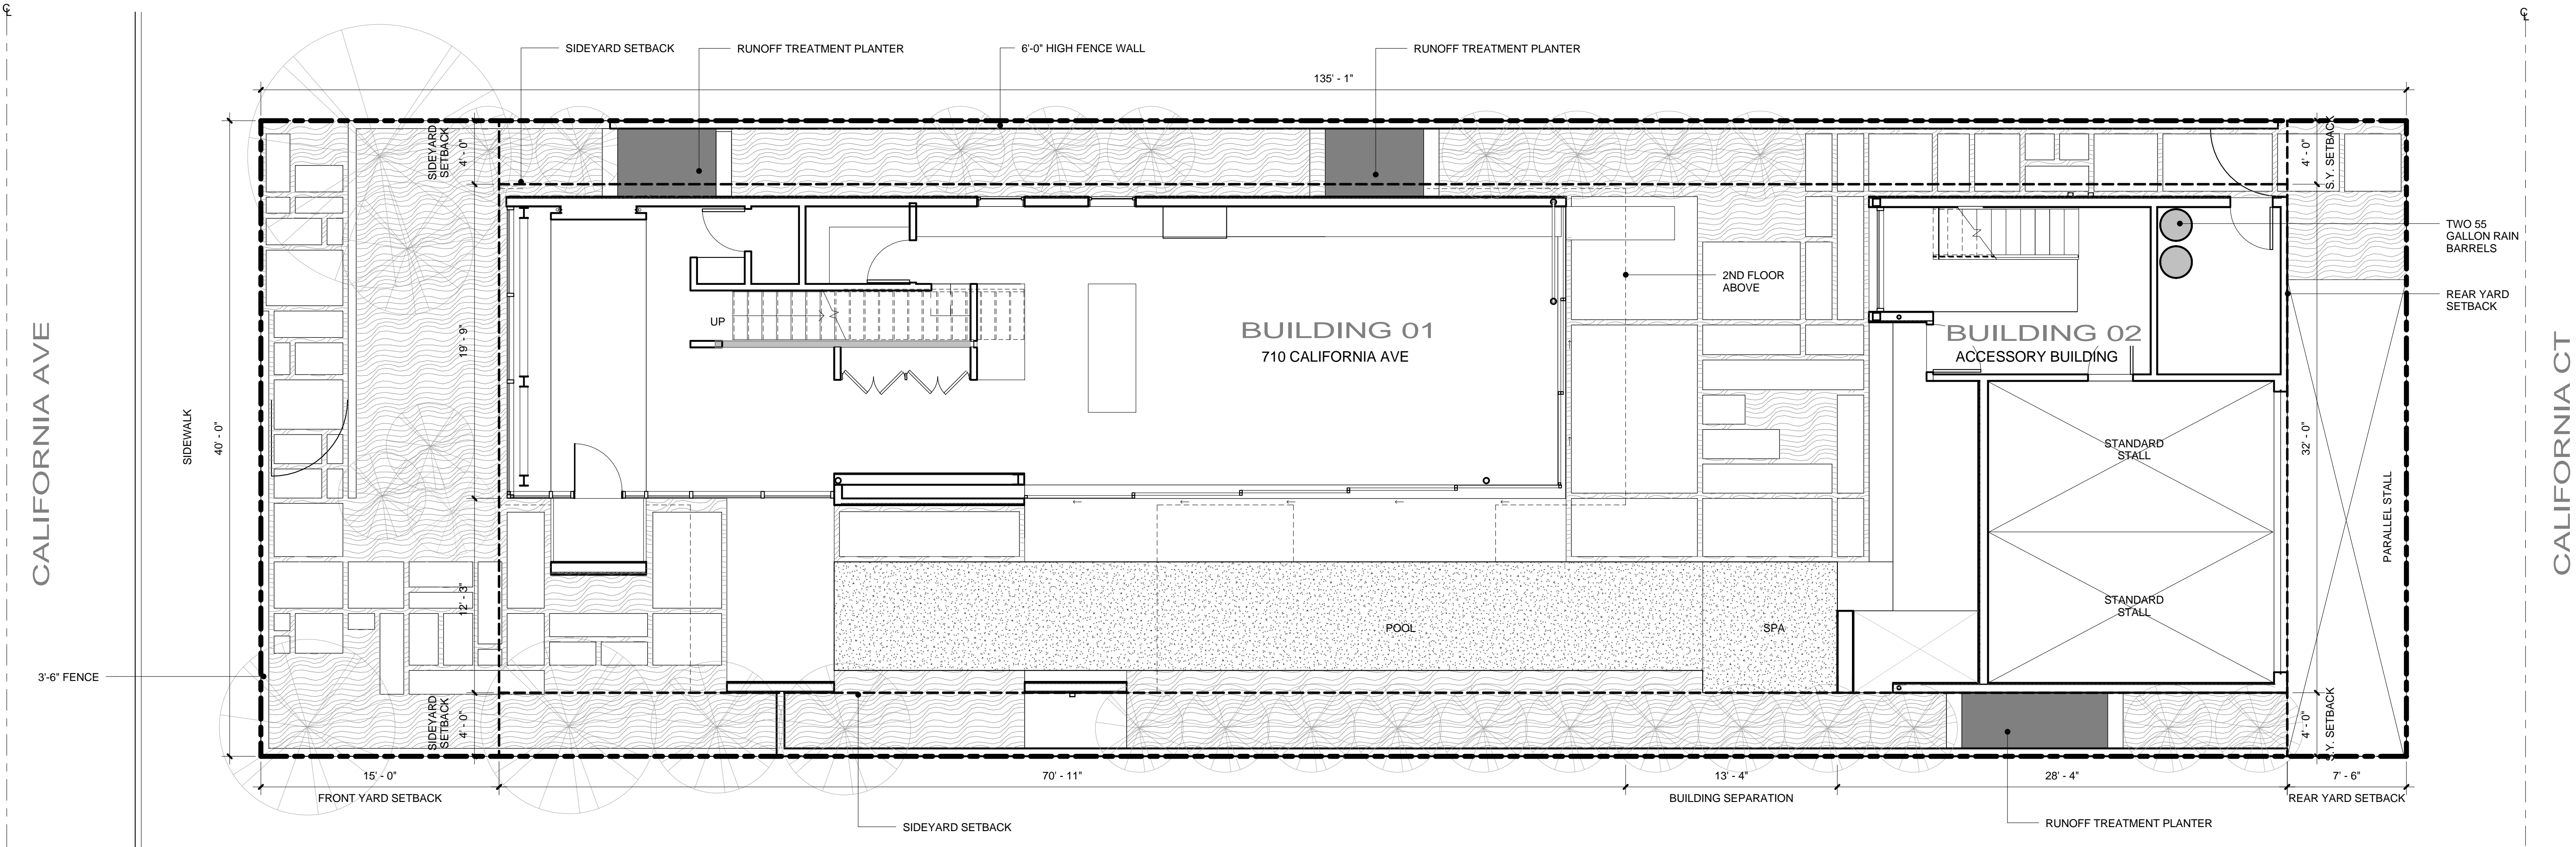 ℄
℄
SIDEYARD SETBACK
RUNOFF TREATMENT PLANTER
6'-0" HIGH FENCE WALL
RUNOFF TREATMENT PLANTER
135' - 1"
SIDEYARD
SETBACK
4' - 0"
4' - 0"
S.Y. SETBACK
TWO 55
GALLON RAIN
BARRELS
2ND FLOOR
ABOVE
REAR YARD
SETBACK
UP
BUILDING 01
710 CALIFORNIA AVE
BUILDING 02
ACCESSORY BUILDING
CALIFORNIA AVE
SIDEWALK
40' - 0"
19' - 9"
STANDARD
STALL
32' - 0"
PARALLEL STALL
CALIFORNIA CT
12' - 3"
STANDARD
STALL
POOL
SPA
3'-6" FENCE
SIDEYARD
SETBACK
4' - 0"
4' - 0"
S.Y. SETBACK
15' - 0"
70' - 11"
13' - 4"
28' - 4"
7' - 6"
FRONT YARD SETBACK
BUILDING SEPARATION
REAR YARD SETBACK
SIDEYARD SETBACK
RUNOFF TREATMENT PLANTER